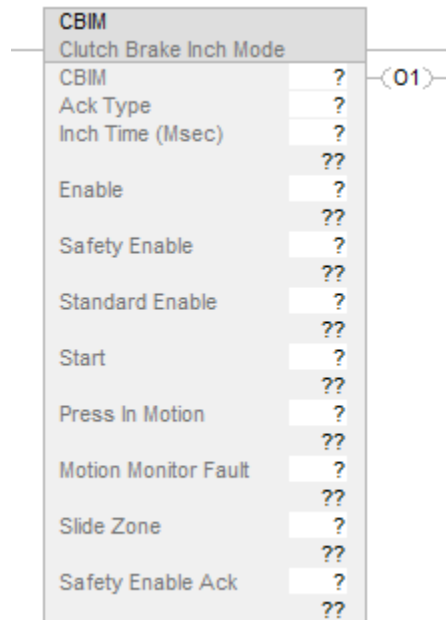 CBIM
Clutch Brake Inch Mode
CBIM ? O1
Ack Type ?
Inch Time (Msec) ?
??
Enable ?
??
Safety Enable ?
??
Standard Enable ?
??
Start ?
??
Press In Motion ?
??
Motion Monitor Fault ?
??
Slide Zone ?
??
Safety Enable Ack ?
??